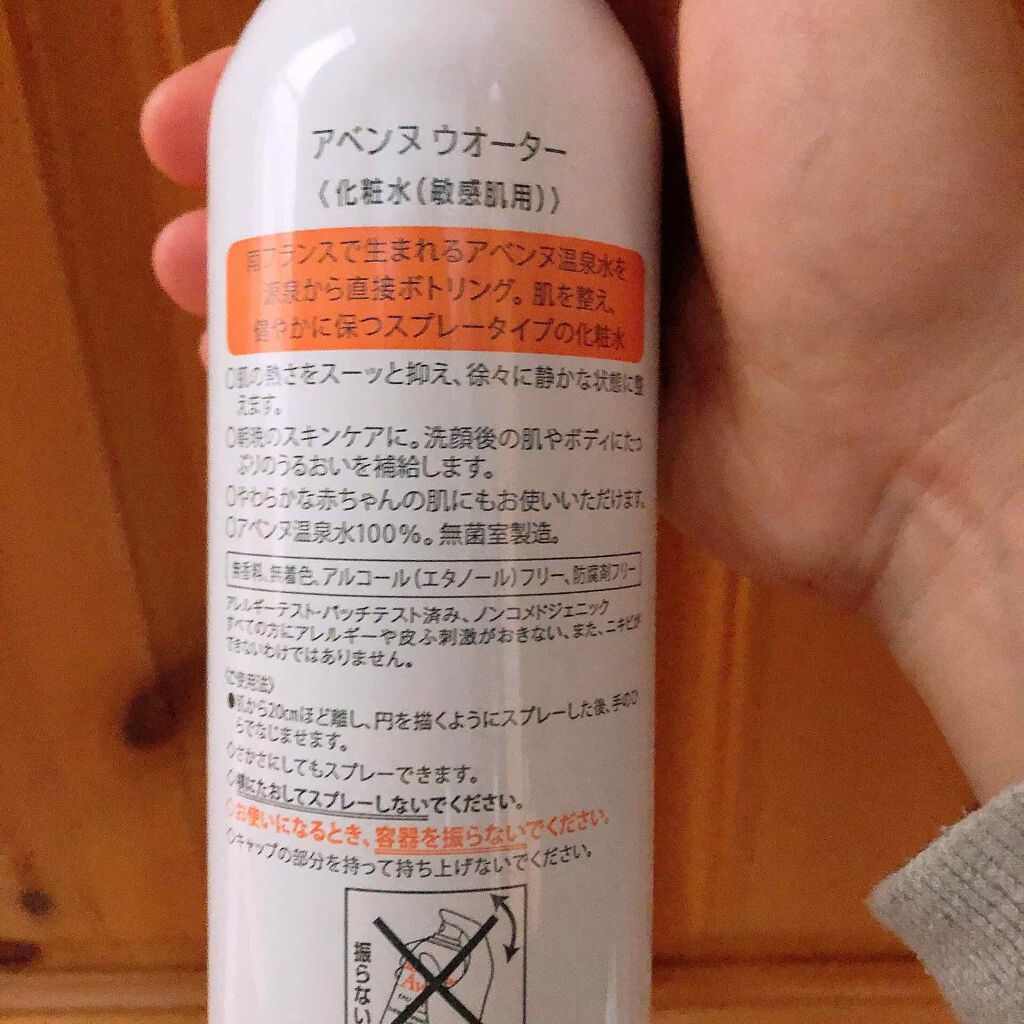 アベンヌ ウオーター
《化粧水(敏感肌用)》
南フランスで生まれるアベンヌ温泉水を
源泉から直接ボトリング。肌を整え、
健やかに保つスプレータイプの化粧水
○肌の熱さをスーッと抑え、徐々に静かな状態に整
えます。
○朝晩のスキンケアに。洗顔後の肌やボディにたっ
ぷりのうるおいを補給します。
○やわらかな赤ちゃんの肌にもお使いいただけます。
○アベンヌ温泉水100%。無菌室製造。
無香料、無着色、アルコール(エタノール)フリー、防腐剤フリー
アレルギーテスト・パッチテスト済み、ノンコメドジェニック
すべての方にアレルギーや皮ふ刺激がおきない、また、ニキビが
できないわけではありません。
《ご使用法》
●肌から20cmほど離し、円を描くようにスプレーした後、手のひ
らでなじませます。
◇さかさにしてもスプレーできます。
◇横にたおしてスプレーしないでください。
◇お使いになるとき、容器を振らないでください。
◇キャップの部分を持って持ち上げないでください。
振らない